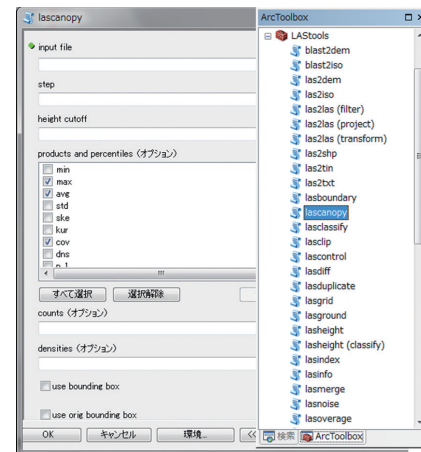 lascanopy
input file
step
height cutoff
products and percentiles (オプション)
min
max
avg
std
ske
kur
cov
dns
すべて選択
選択解除
counts (オプション)
densities (オプション)
use bounding box
use orig bounding box
OK
キャンセル
環境...
<<
ArcToolbox
LAStools
blast2dem
blast2iso
las2dem
las2iso
las2las (filter)
las2las (project)
las2las (transform)
las2shp
las2tin
las2txt
lasboundary
lascanopy
lasclassify
lasclip
lascontrol
lasdiff
lasduplicate
lasgrid
lasground
lasheight
lasheight (classify)
lasindex
lasinfo
lasmerge
lasnoise
lasoverage
検索
ArcToolbox